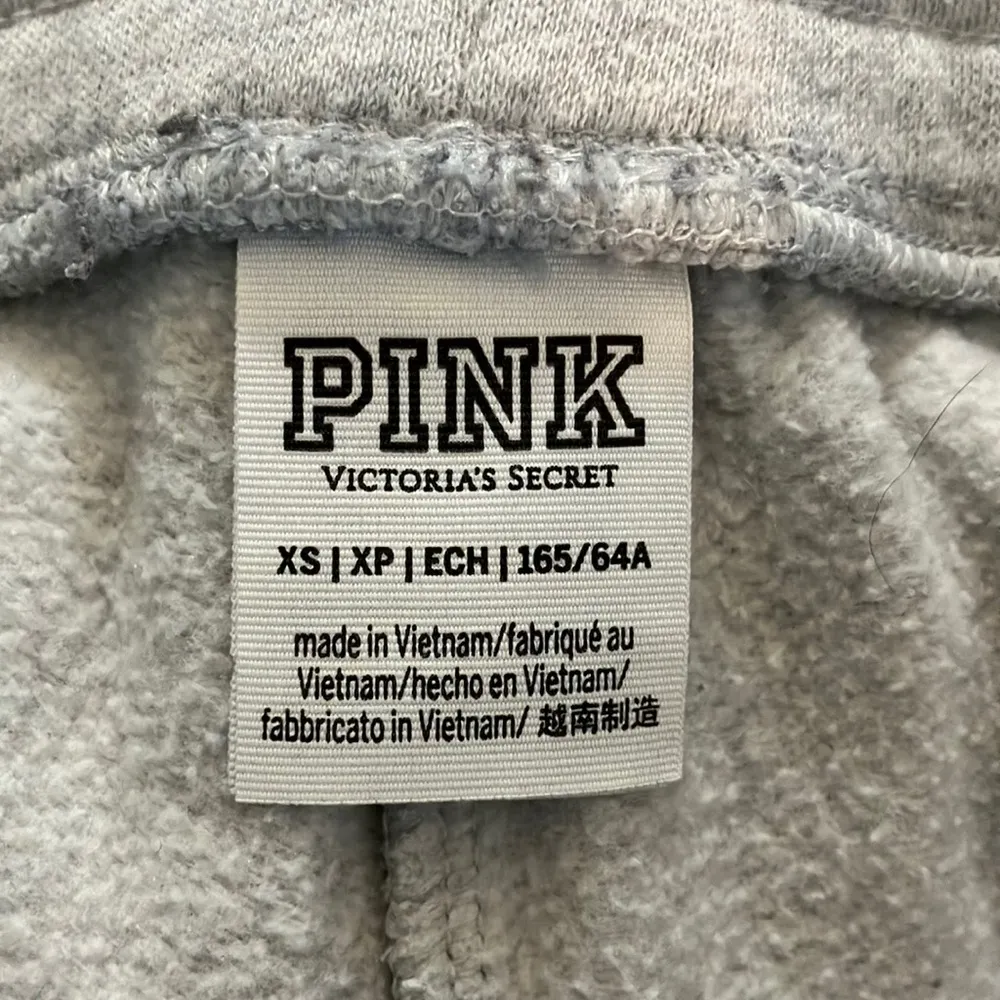 PINK
VICTORIA'S SECRET
XS | XP | ECH | 165/64A
made in Vietnam/fabriqué au
Vietnam/hecho en Vietnam/
fabbricato in Vietnam/ 越南制造